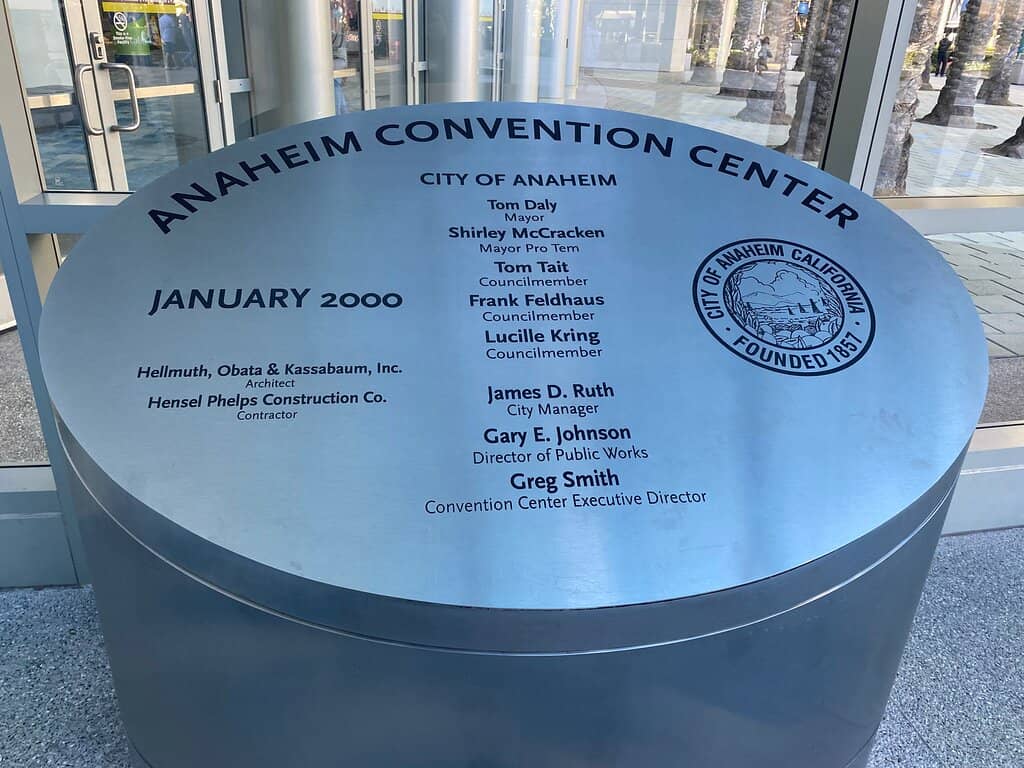 ANAHEIM CONVENTION CENTER
CITY OF ANAHEIM
Tom Daly
Mayor
Shirley McCracken
Mayor Pro Tem
Tom Tait
Councilmember
Frank Feldhaus
Councilmember
Lucille Kring
Councilmember
James D. Ruth
City Manager
Gary E. Johnson
Director of Public Works
Greg Smith
Convention Center Executive Director
JANUARY 2000
Hellmuth, Obata & Kassabaum, Inc.
Architect
Hensel Phelps Construction Co.
Contractor
CITY OF ANAHEIM CALIFORNIA
FOUNDED 1857